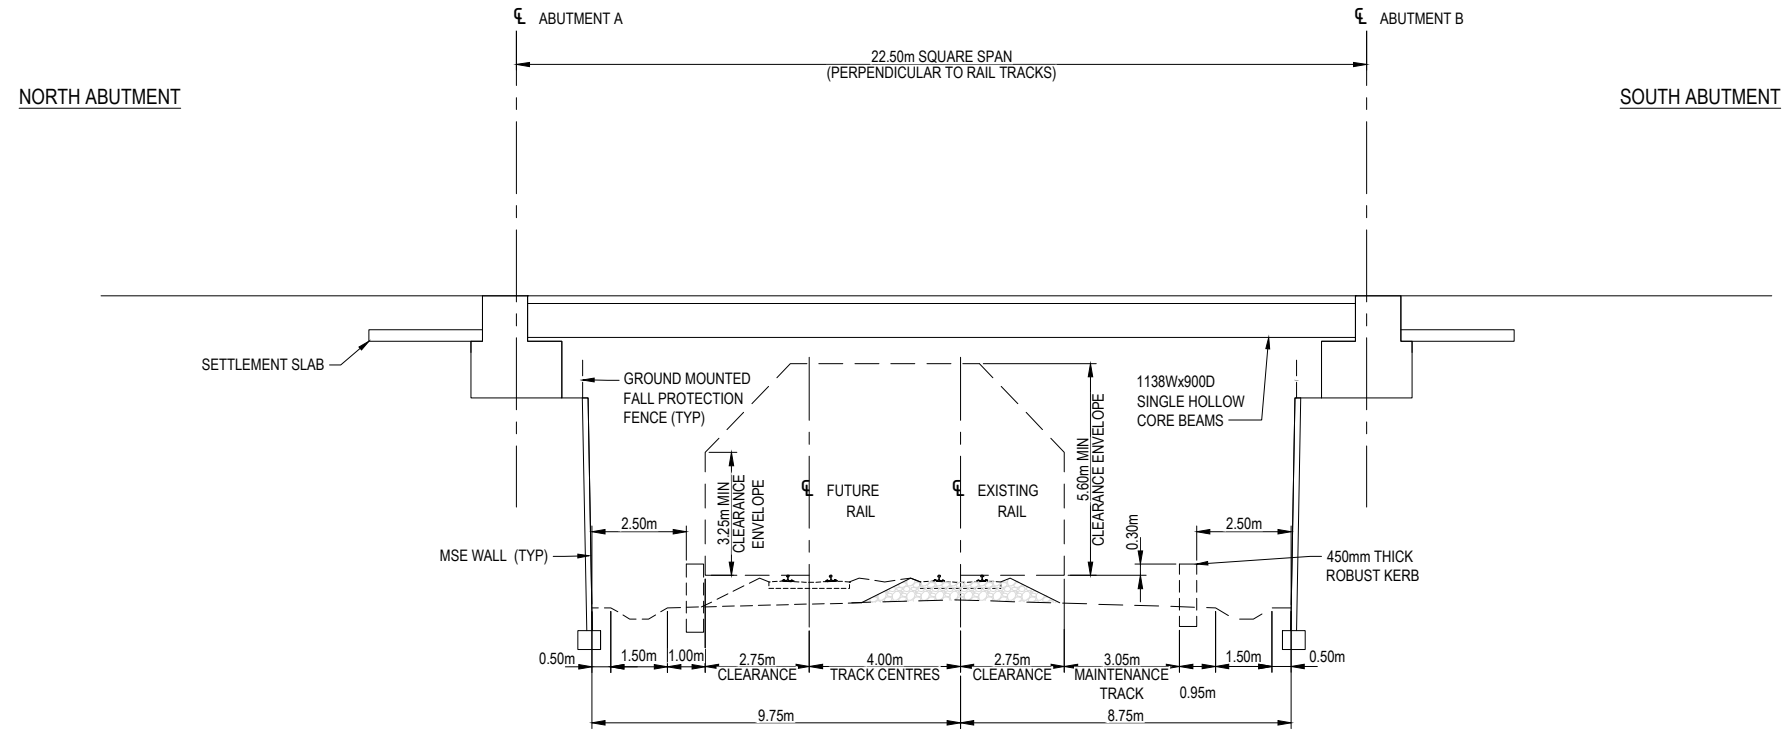 ℄ ABUTMENT A
℄ ABUTMENT B
22.50m SQUARE SPAN
(PERPENDICULAR TO RAIL TRACKS)
NORTH ABUTMENT
SOUTH ABUTMENT
SETTLEMENT SLAB
GROUND MOUNTED
FALL PROTECTION
FENCE (TYP)
1138Wx900D
SINGLE HOLLOW
CORE BEAMS
3.25m MIN
CLEARANCE
ENVELOPE
℄ FUTURE
RAIL
℄ EXISTING
RAIL
5.60m MIN
CLEARANCE ENVELOPE
0.30m
2.50m
2.50m
MSE WALL (TYP)
450mm THICK
ROBUST KERB
0.50m
1.50m
1.00m
2.75m
CLEARANCE
4.00m
TRACK CENTRES
2.75m
CLEARANCE
3.05m
MAINTENANCE
TRACK
0.95m
1.50m
0.50m
9.75m
8.75m